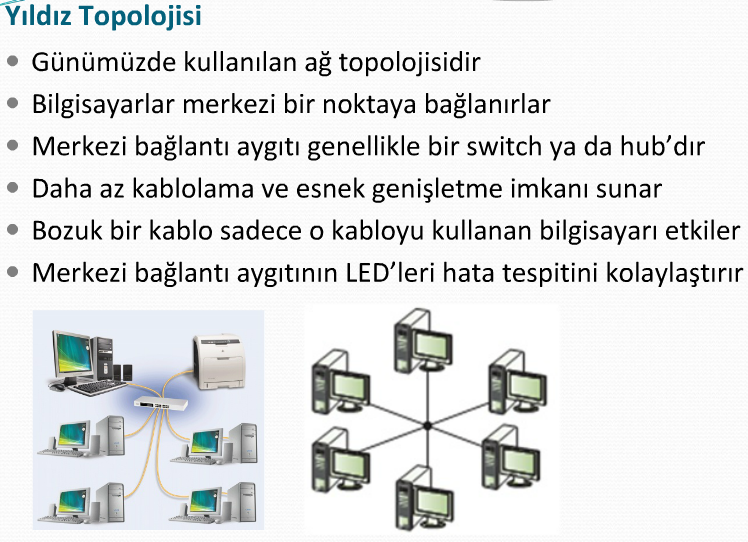 Yıldız Topolojisi
• Günümüzde kullanılan ağ topolojisidir
• Bilgisayarlar merkezi bir noktaya bağlanırlar
• Merkezi bağlantı aygıtı genellikle bir switch ya da hub’dır
• Daha az kablolama ve esnek genişletme imkanı sunar
• Bozuk bir kablo sadece o kabloyu kullanan bilgisayarı etkiler
• Merkezi bağlantı aygıtının LED’leri hata tespitini kolaylaştırır